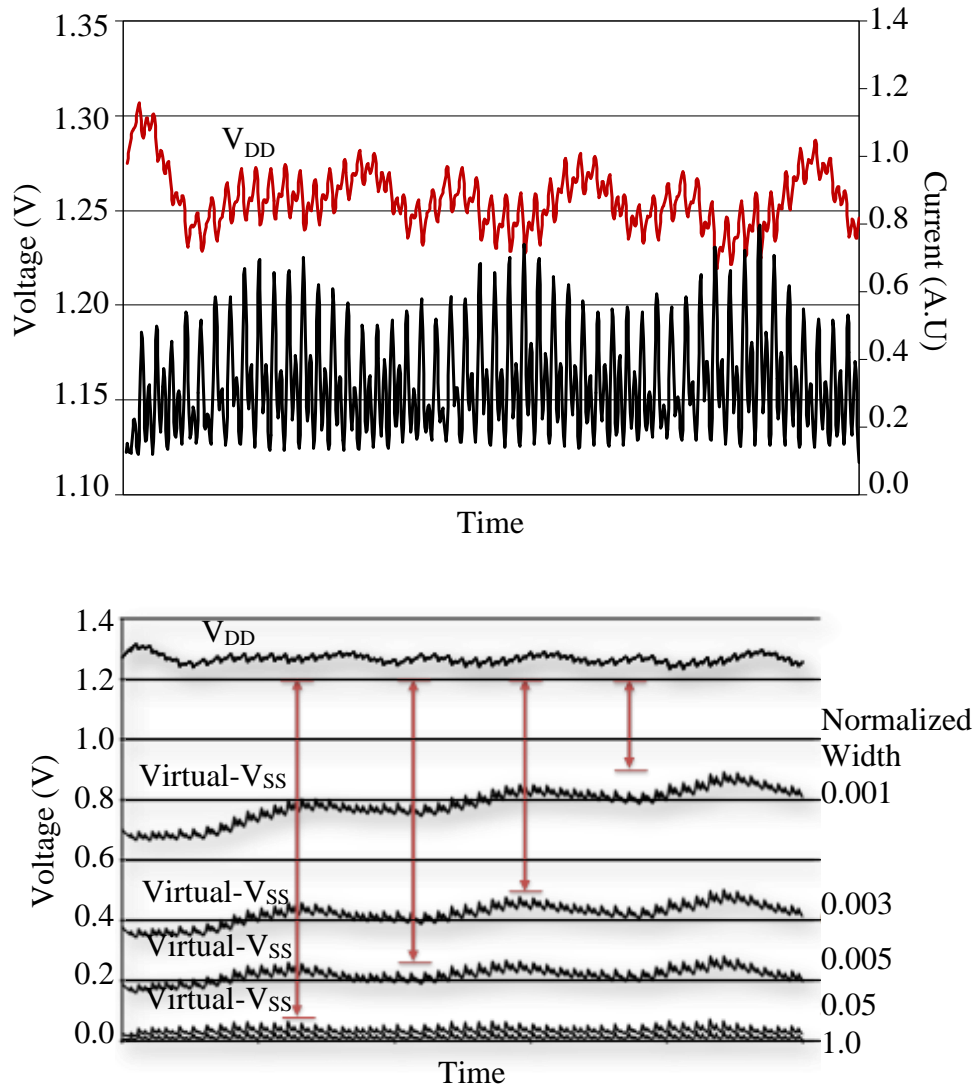 1.35
1.30
1.25
1.20
1.15
1.10
Voltage (V)
VDD
1.4
1.2
1.0
0.8
0.6
0.4
0.2
0.0
Current (A.U)
Time
1.4
1.2
1.0
0.8
0.6
0.4
0.2
0.0
Voltage (V)
VDD
Virtual-VSS
Virtual-VSS
Virtual-VSS
Virtual-VSS
Normalized
Width
0.001
0.003
0.005
0.05
1.0
Time